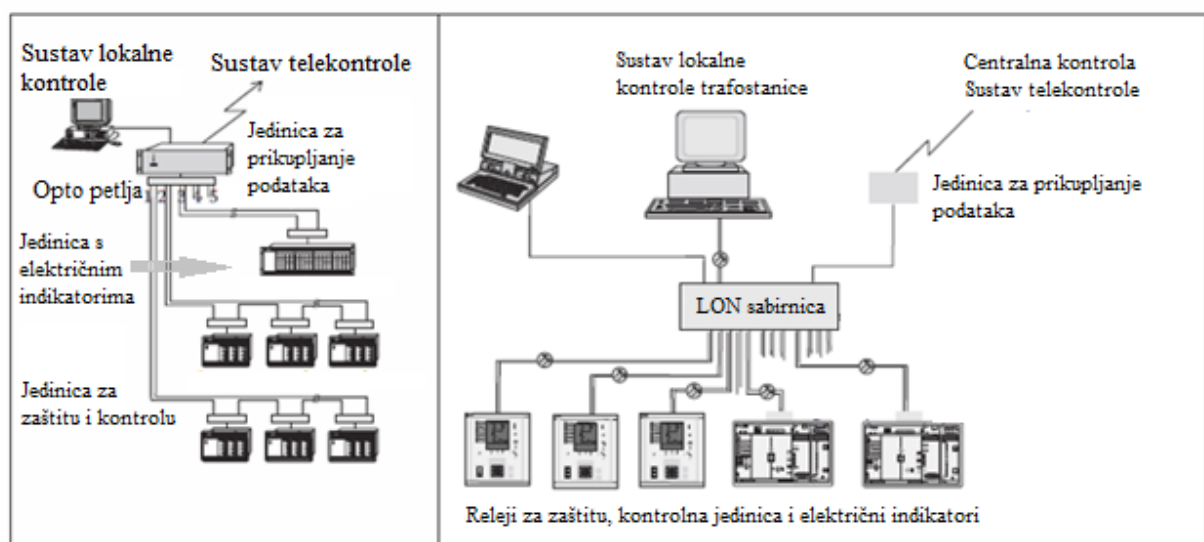 Sustav lokalne
kontrole
Sustav telekontrole
Jedinica za
prikupljanje
podataka
Opto petlja
1 2 3 4 5
Jedinica s
električnim
indikatorima
Jedinica za
zaštitu i kontrolu
Sustav lokalne
kontrole trafostanice
Centralna kontrola
Sustav telekontrole
Jedinica za prikupljanje
podataka
LON sabirnica
Releji za zaštitu, kontrolna jedinica i električni indikatori